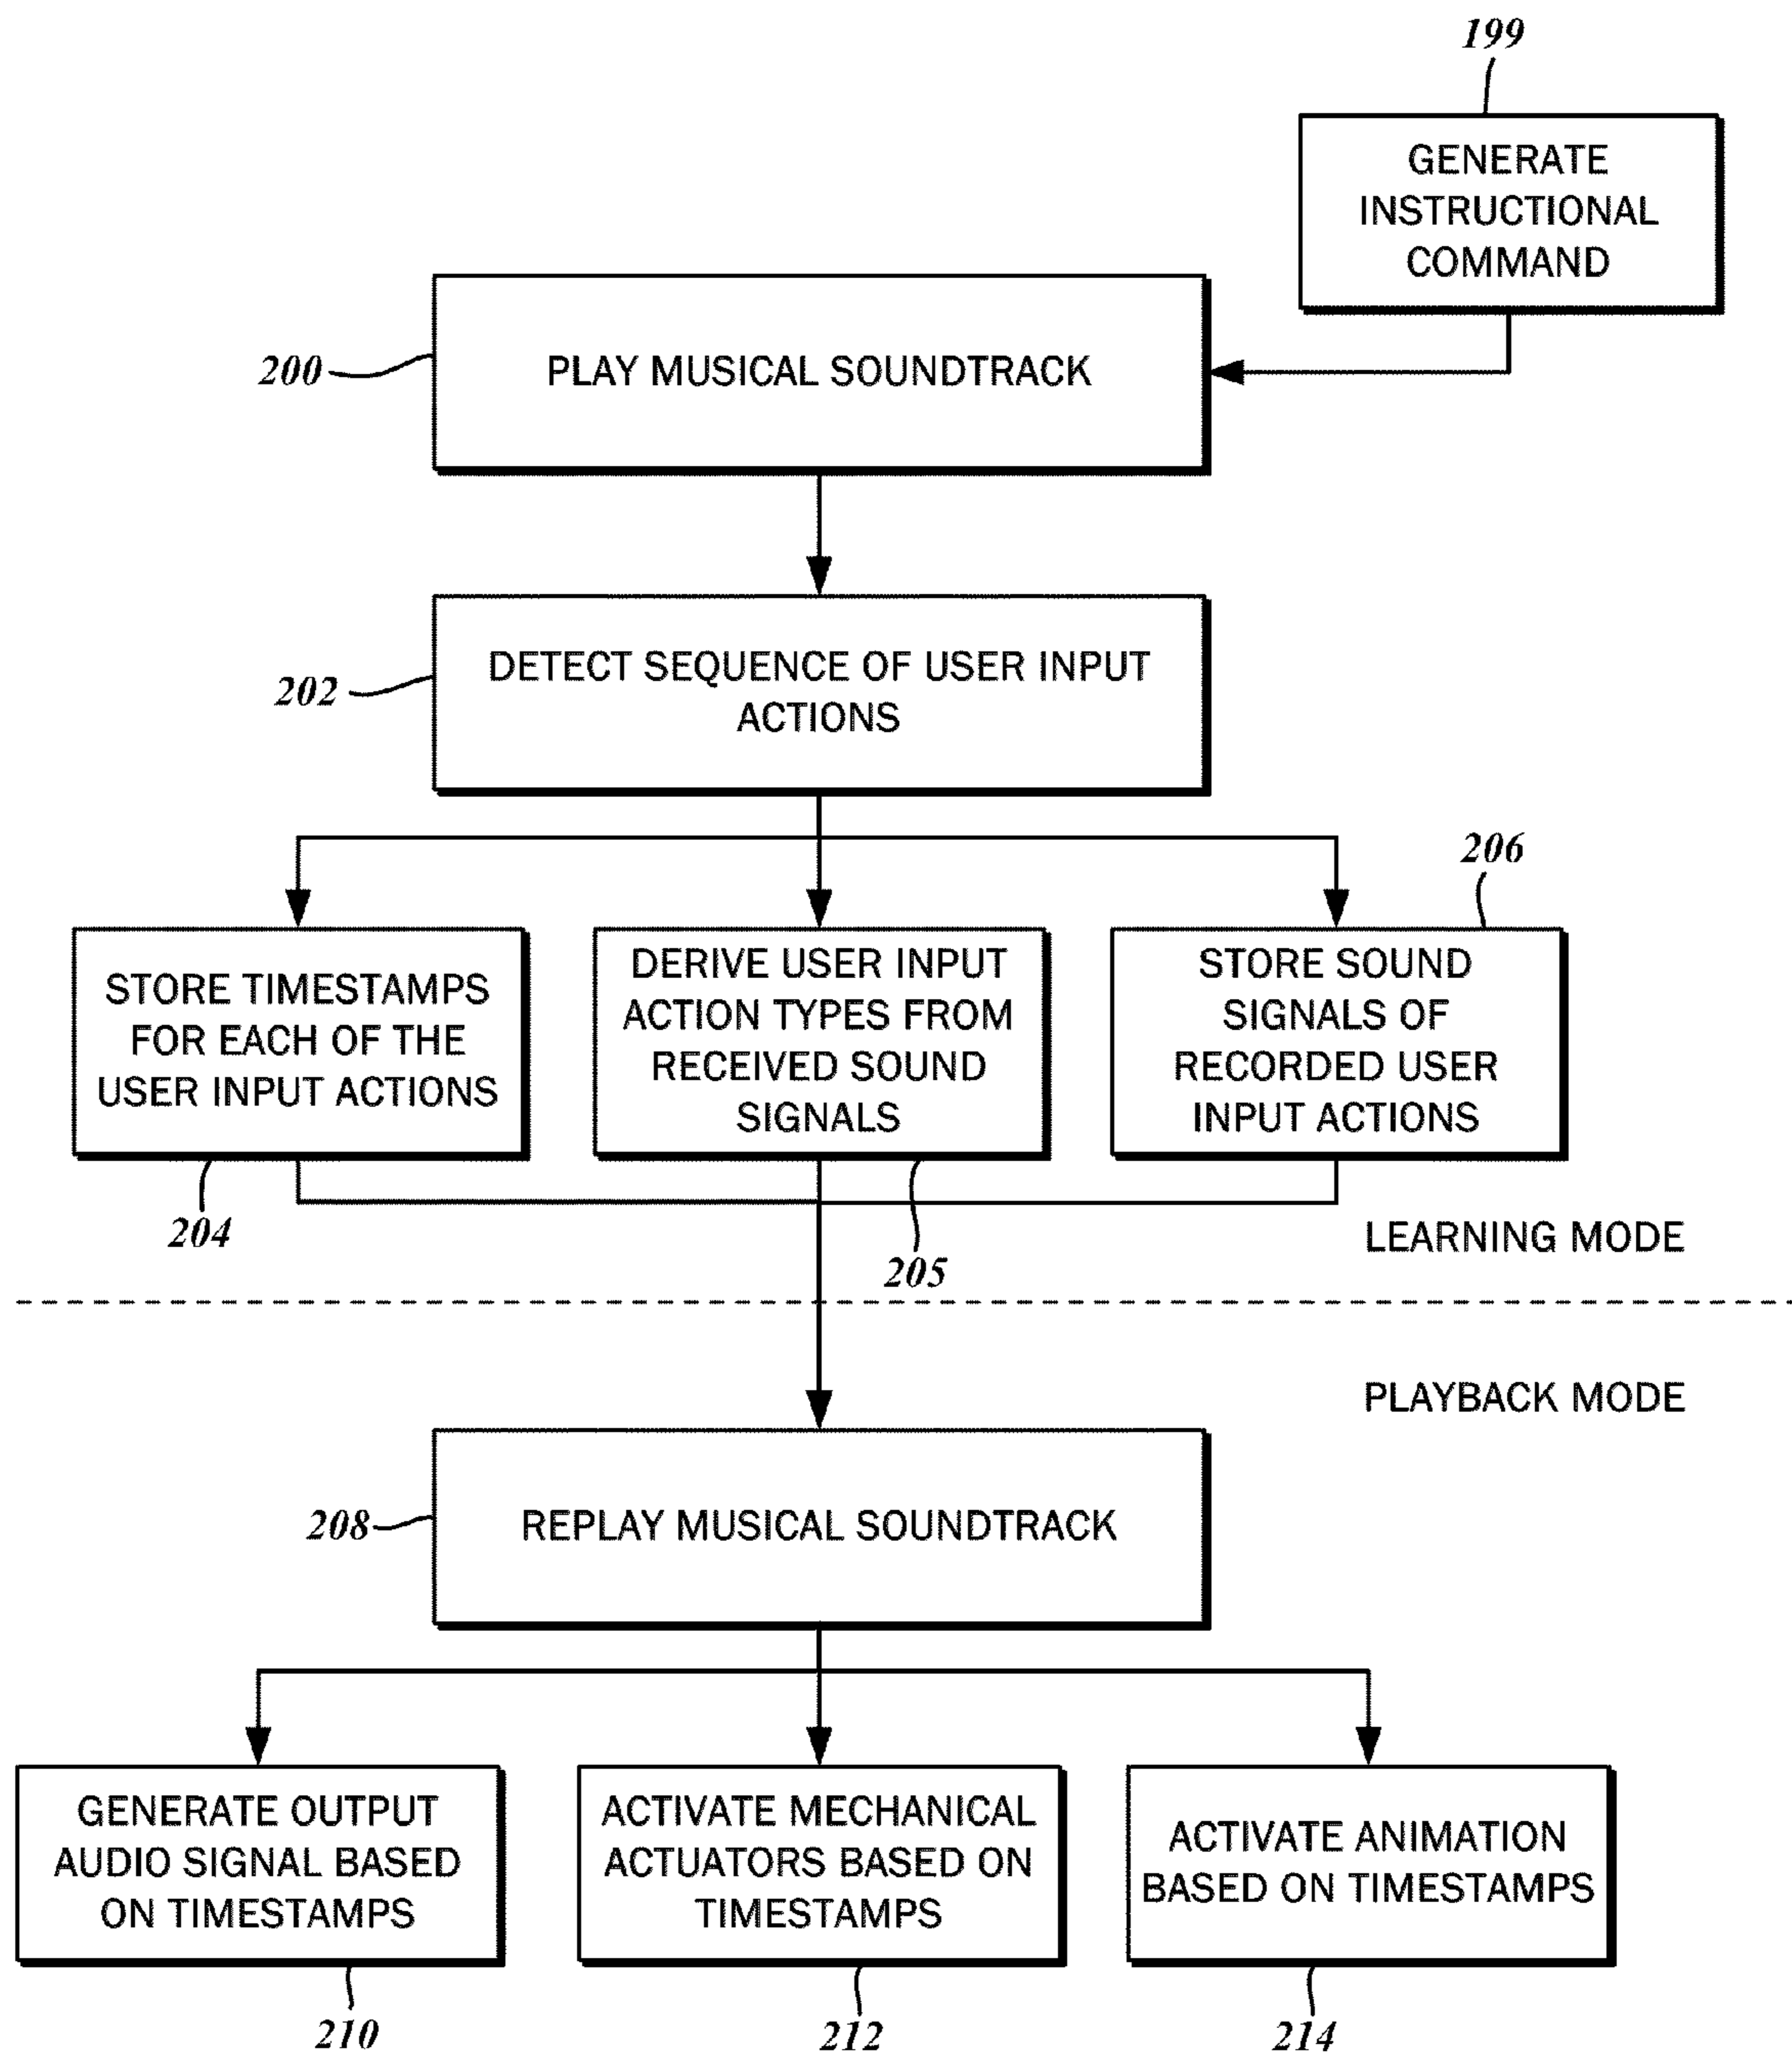 199
GENERATE
INSTRUCTIONAL
COMMAND
200
PLAY MUSICAL SOUNDTRACK
202
DETECT SEQUENCE OF USER INPUT
ACTIONS
206
STORE TIMESTAMPS
FOR EACH OF THE
USER INPUT ACTIONS
DERIVE USER INPUT
ACTION TYPES FROM
RECEIVED SOUND
SIGNALS
STORE SOUND
SIGNALS OF
RECORDED USER
INPUT ACTIONS
204
205
LEARNING MODE
PLAYBACK MODE
208
REPLAY MUSICAL SOUNDTRACK
GENERATE OUTPUT
AUDIO SIGNAL BASED
ON TIMESTAMPS
ACTIVATE MECHANICAL
ACTUATORS BASED ON
TIMESTAMPS
ACTIVATE ANIMATION
BASED ON TIMESTAMPS
210
212
214